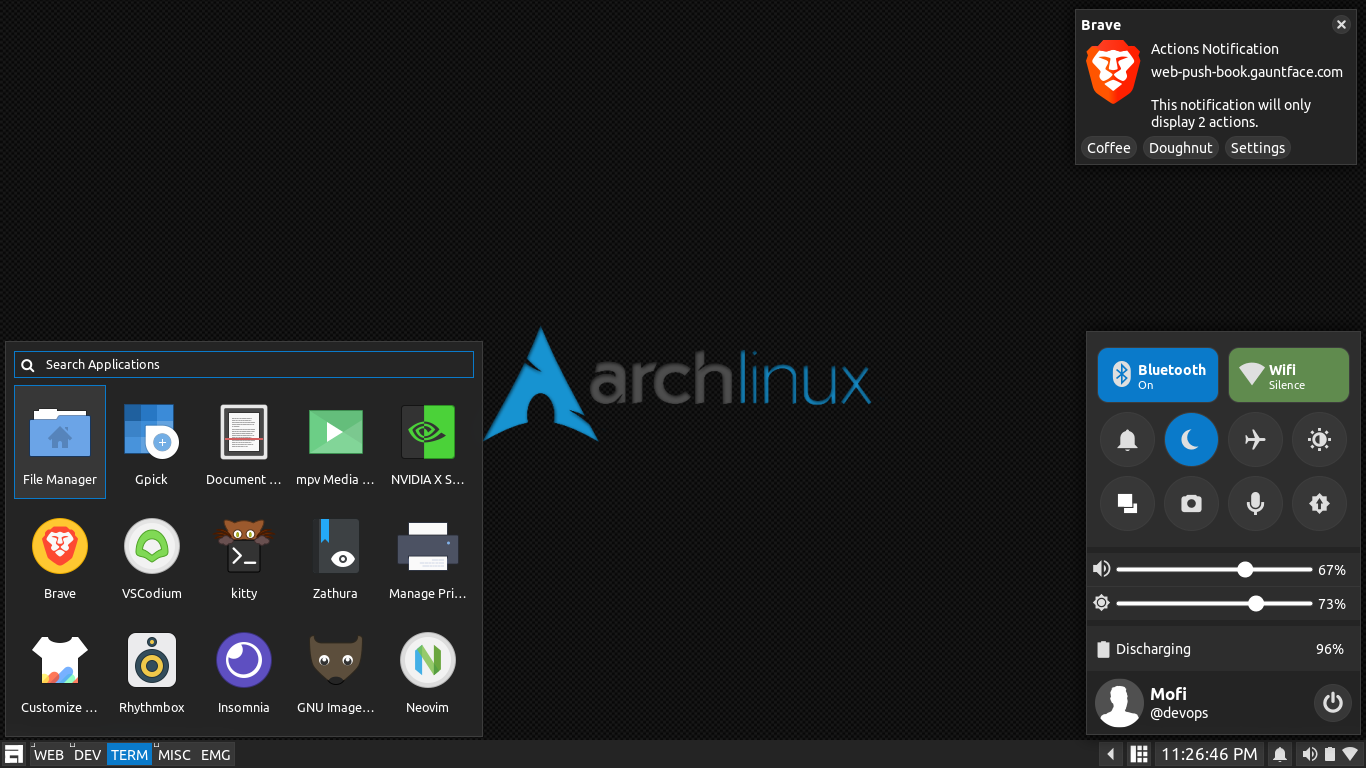 Brave
Actions Notification
web-push-book.gauntface.com
This notification will only
display 2 actions.
Coffee Doughnut Settings
archlinux
Search Applications
File Manager Gpick Document ... mpv Media ... NVIDIA X S...
Brave VSCodium kitty Zathura Manage Pri...
Customize ... Rhythmbox Insomnia GNU Image... Neovim
Bluetooth
On
Wifi
Silence
67%
73%
Discharging 96%
Mofi
@devops
WEB DEV TERM MISC EMG
11:26:46 PM